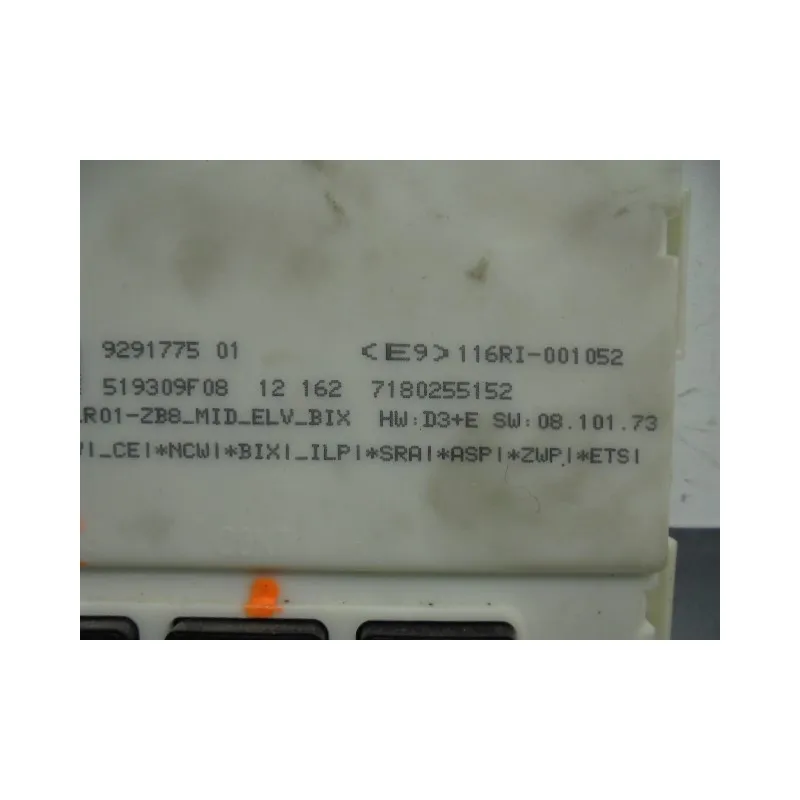 9291775 01 <E9> 116RI-001052
519309F08 12 162 7180255152
R01-ZB8_MID_ELV_BIX HW:D3+E SW:08.101.73
|_CE|*NCW|*BIX|_ILP|*SRA|*ASP|*ZWP|*ETS|